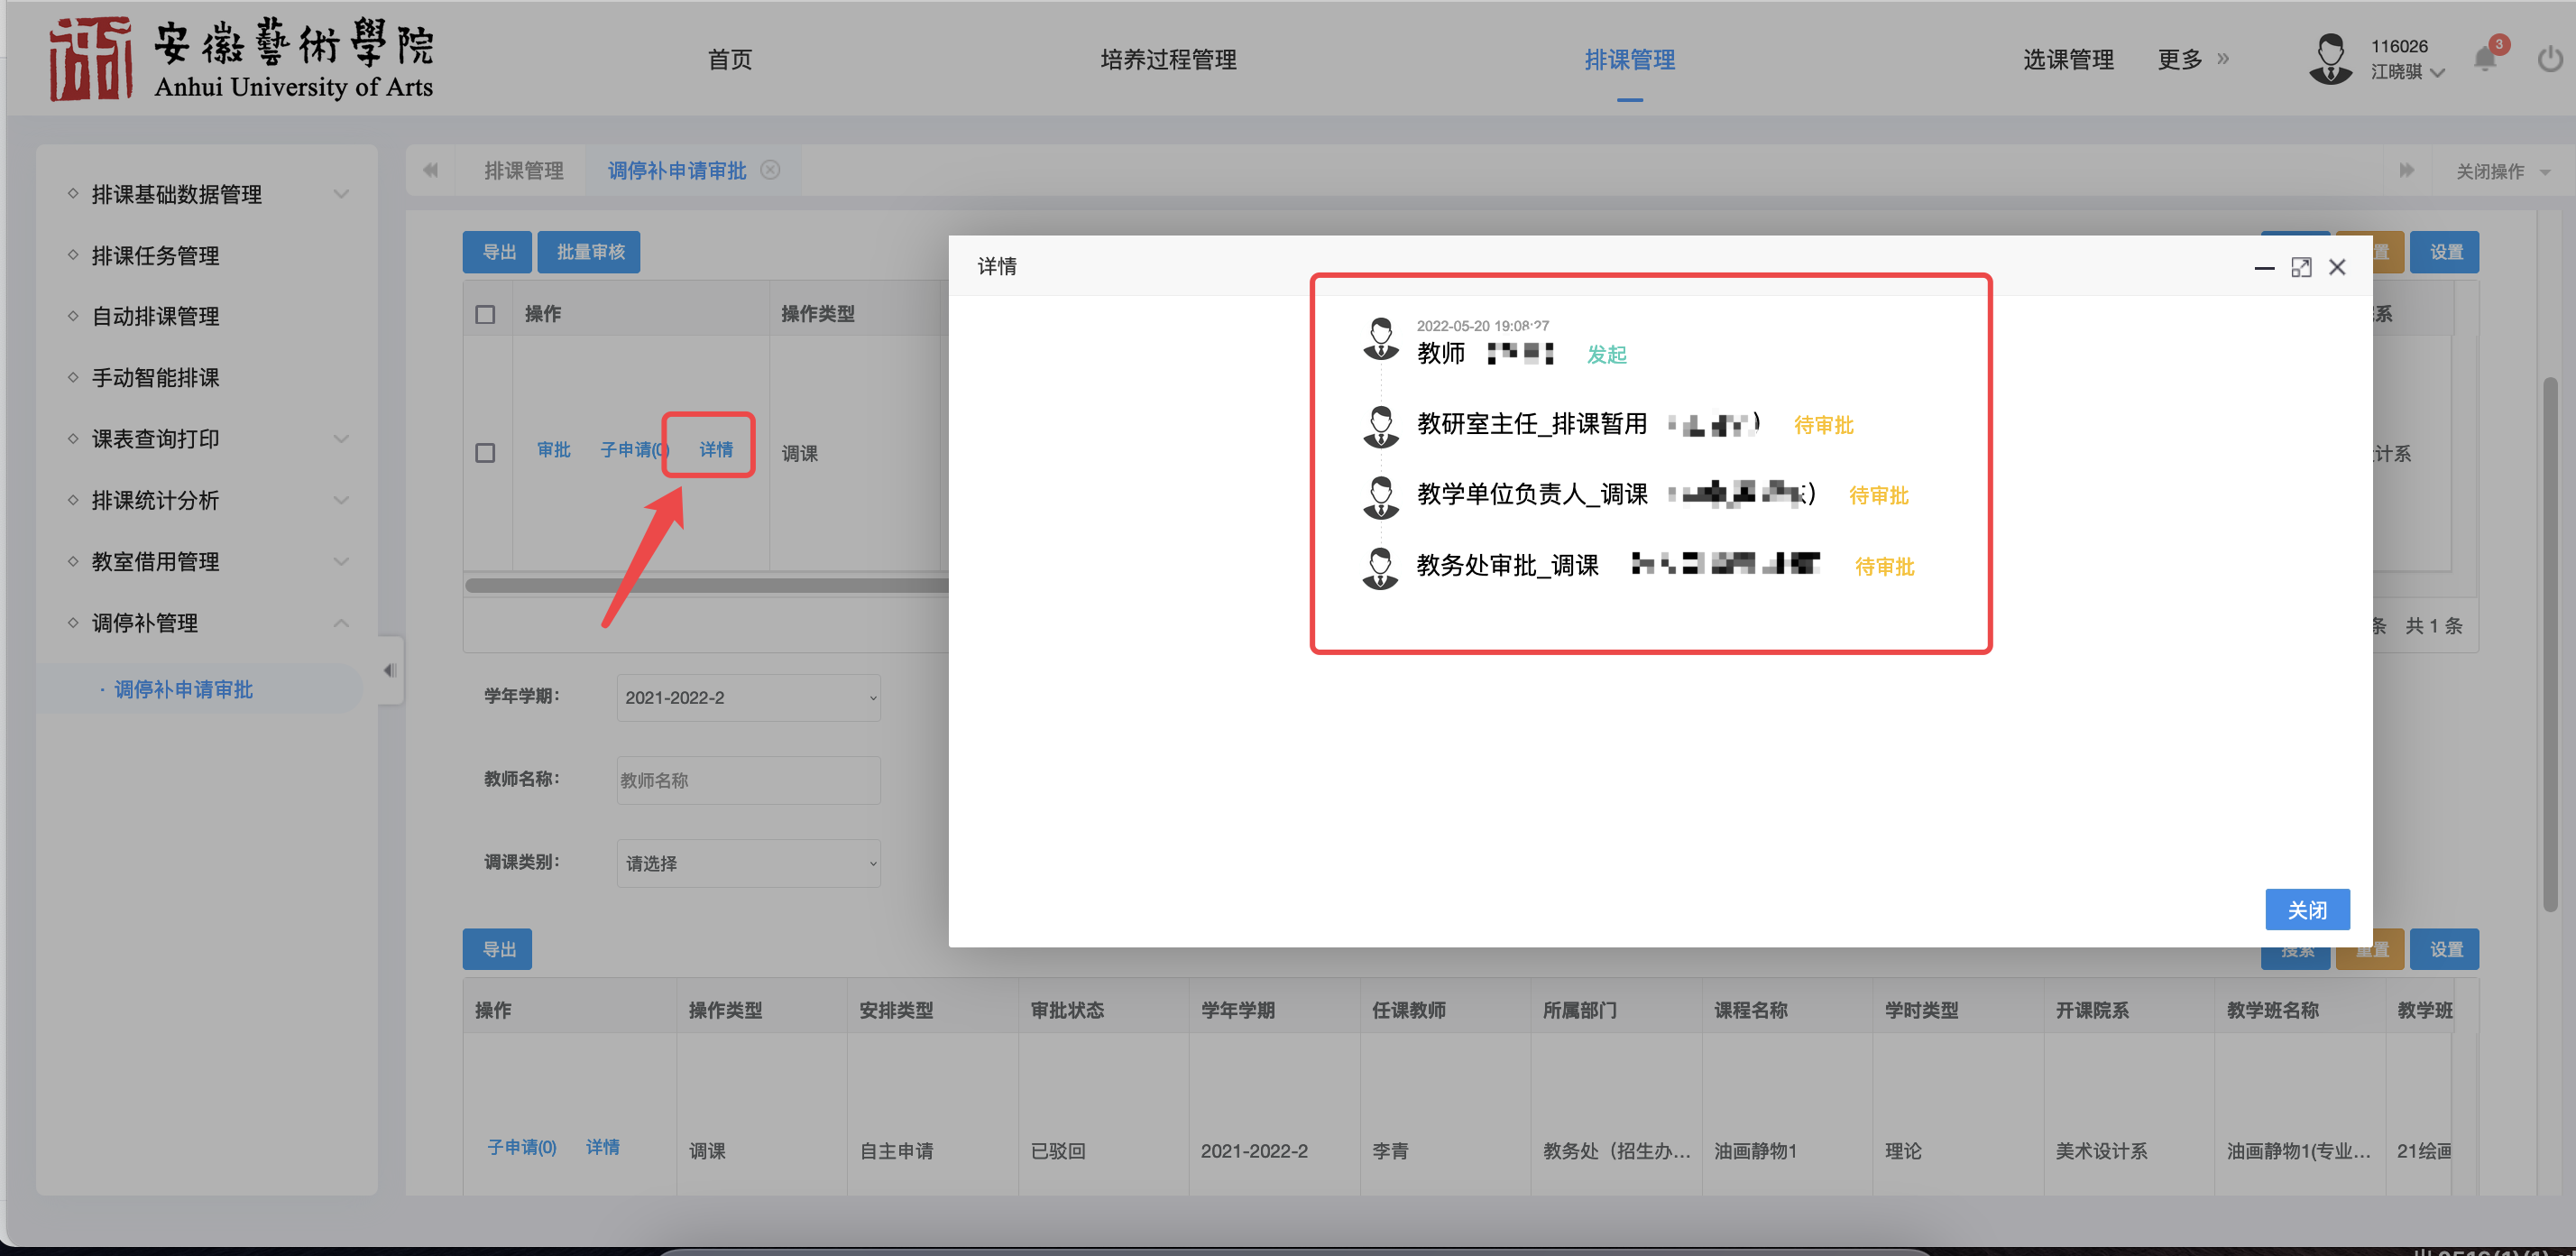 安徽藝術學院
Anhui University of Arts
首页
培养过程管理
排课管理
选课管理
更多
116026
江晓骐
3
排课基础数据管理
排课任务管理
自动排课管理
手动智能排课
课表查询打印
排课统计分析
教室借用管理
调停补管理
· 调停补申请审批
排课管理
调停补申请审批
关闭操作
导出
批量审核
置
设置
操作
操作类型
系
审批
子申请(0)
详情
调课
计系
条 共 1 条
详情
2022-05-20 19:08:27
教师
发起
教研室主任_排课暂用
)
待审批
教学单位负责人_调课
)
待审批
教务处审批_调课
待审批
关闭
学年学期:
2021-2022-2
教师名称:
教师名称
调课类别:
请选择
导出
搜索
重置
设置
操作
操作类型
安排类型
审批状态
学年学期
任课教师
所属部门
课程名称
学时类型
开课院系
教学班名称
教学班
子申请(0)
详情
调课
自主申请
已驳回
2021-2022-2
李青
教务处（招生办...
油画静物1
理论
美术设计系
油画静物1(专业...
21绘画